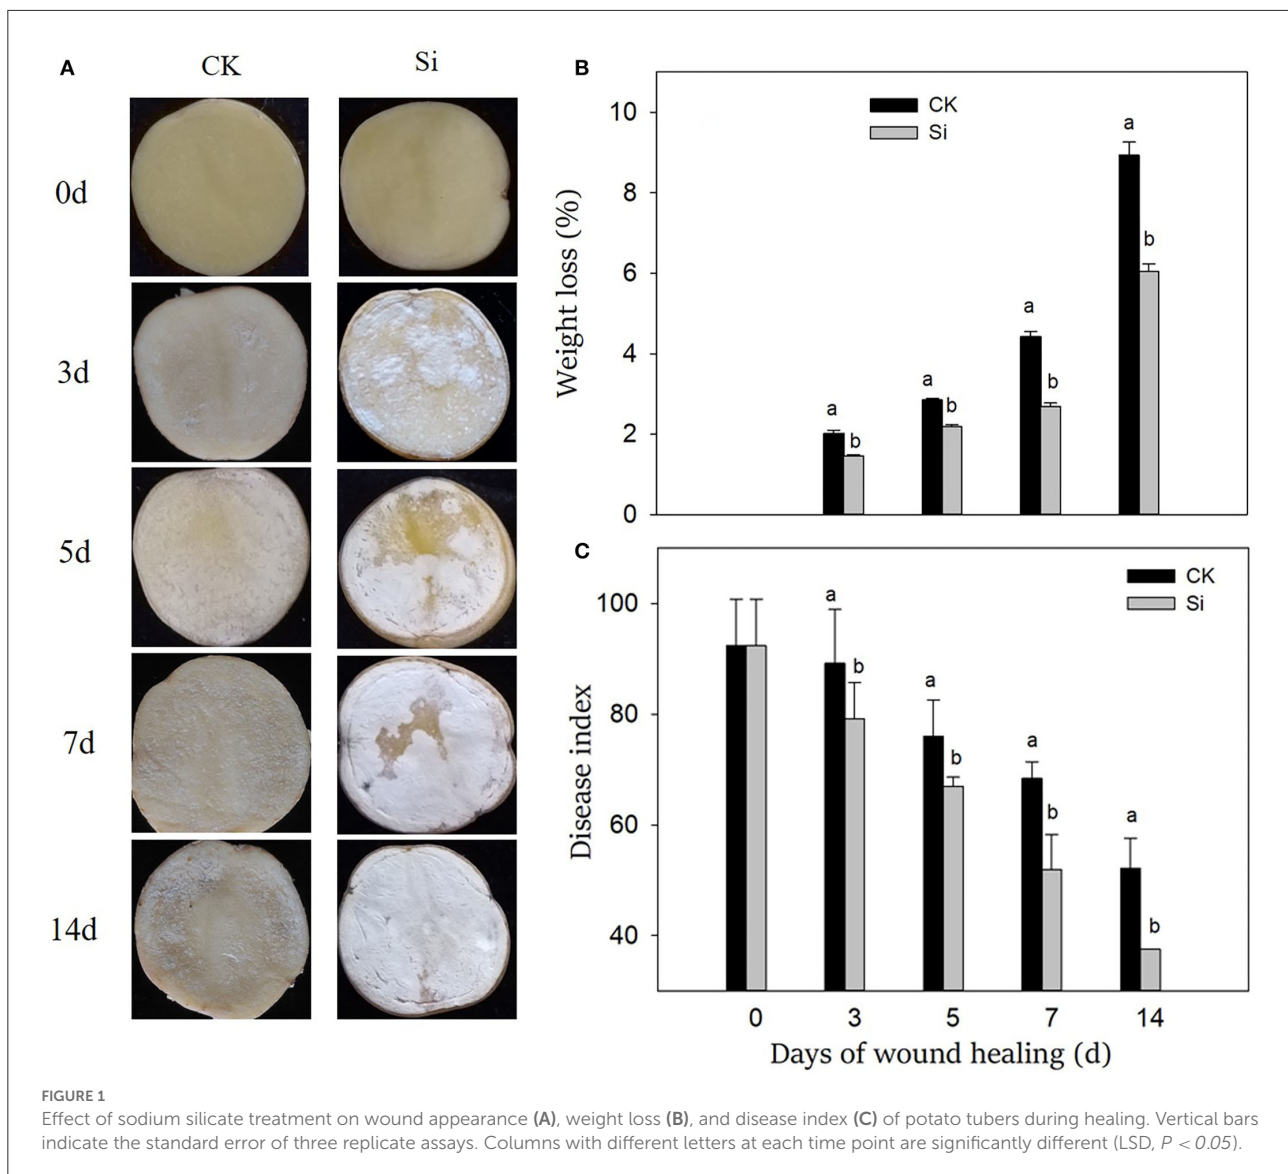 A
CK
Si
0d
3d
5d
7d
14d
B
Weight loss (%)
10
8
6
4
2
0
CK
Si
a
b
a
b
a
b
a
b
C
Disease index
100
80
60
40
CK
Si
a
b
a
b
a
b
a
b
0 3 5 7 14
Days of wound healing (d)
FIGURE 1
Effect of sodium silicate treatment on wound appearance (A), weight loss (B), and disease index (C) of potato tubers during healing. Vertical bars
indicate the standard error of three replicate assays. Columns with different letters at each time point are significantly different (LSD, P < 0.05).